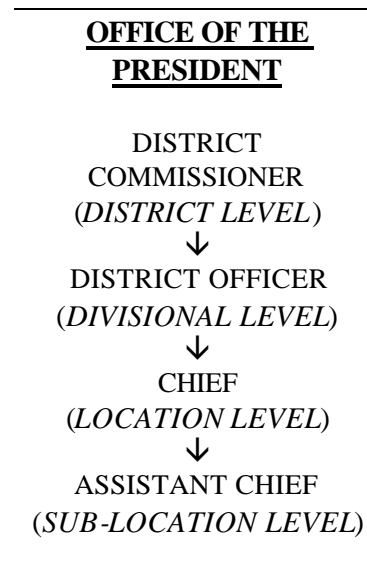 OFFICE OF THE
PRESIDENT
DISTRICT
COMMISSIONER
(DISTRICT LEVEL)
↓
DISTRICT OFFICER
(DIVISIONAL LEVEL)
↓
CHIEF
(LOCATION LEVEL)
↓
ASSISTANT CHIEF
(SUB-LOCATION LEVEL)